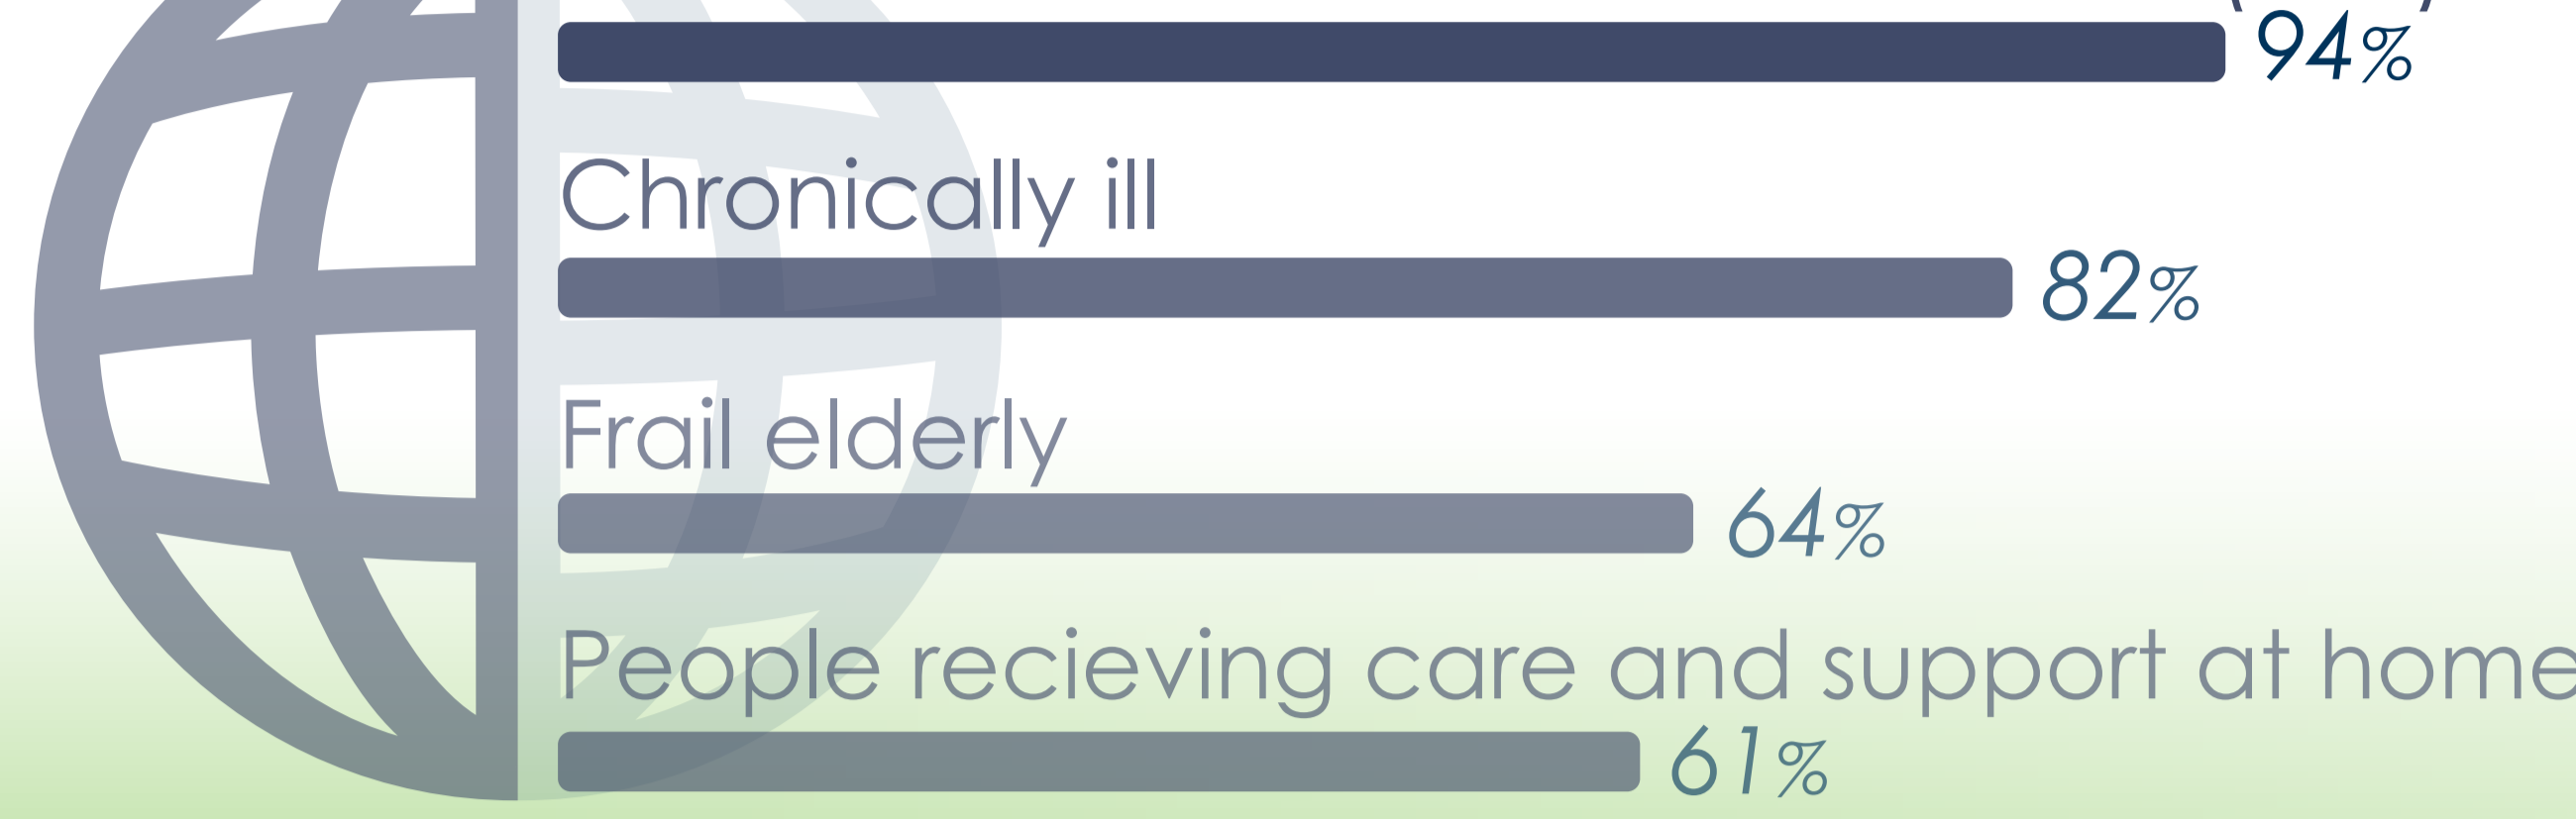 94%
Chronically ill
82%
Frail elderly
64%
People recieving care and support at home
61%